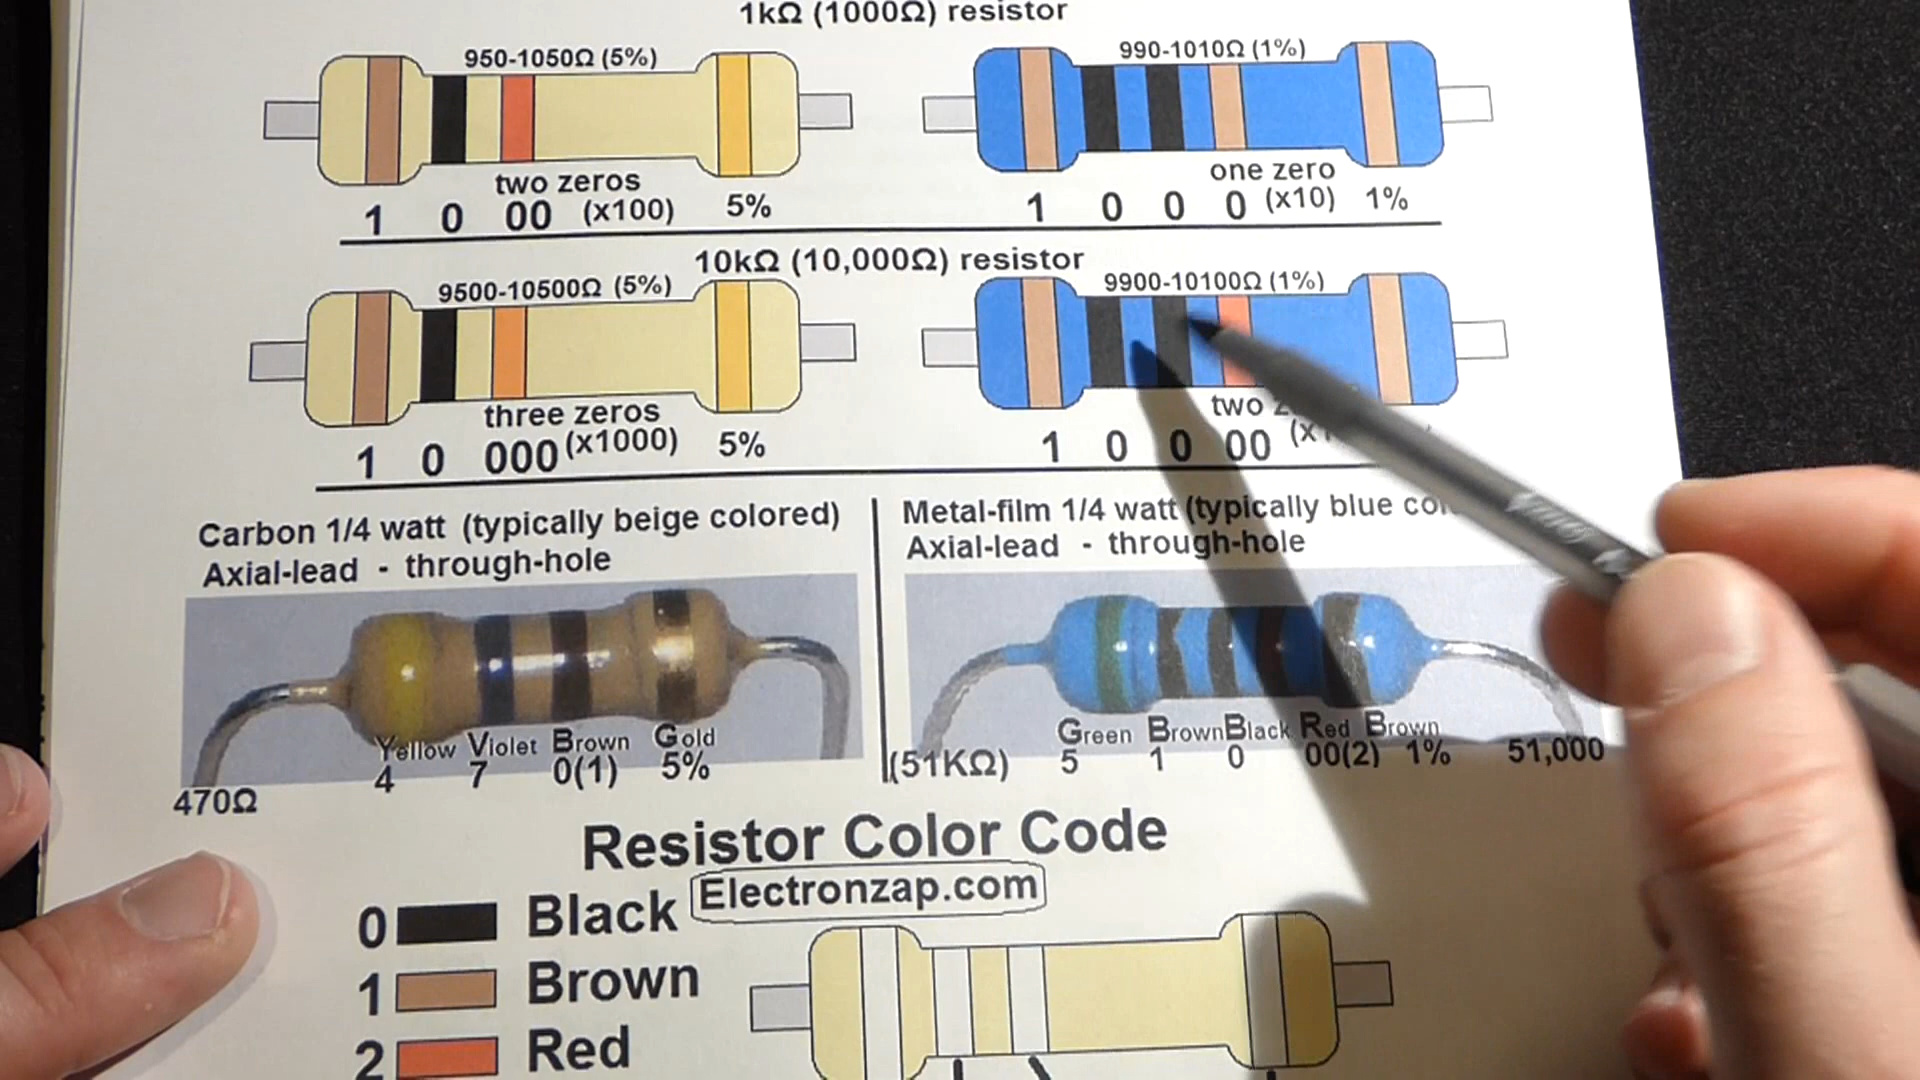 1kΩ (1000Ω) resistor
950-1050Ω (5%)
990-1010Ω (1%)
two zeros
1 0 00 (x100) 5%
one zero
1 0 0 0 (x10) 1%
10kΩ (10,000Ω) resistor
9500-10500Ω (5%)
9900-10100Ω (1%)
three zeros
1 0 000 (x1000) 5%
two
1 0 0 00
Carbon 1/4 watt (typically beige colored)
Axial-lead - through-hole
Metal-film 1/4 watt (typically blue
Axial-lead - through-hole
Yellow Violet Brown Gold
4 7 0(1) 5%
470Ω
Green Brown Black Red Brown
(51KΩ) 5 1 0 00(2) 1% 51,000
Resistor Color Code
Electronzap.com
0 Black
1 Brown
2 Red